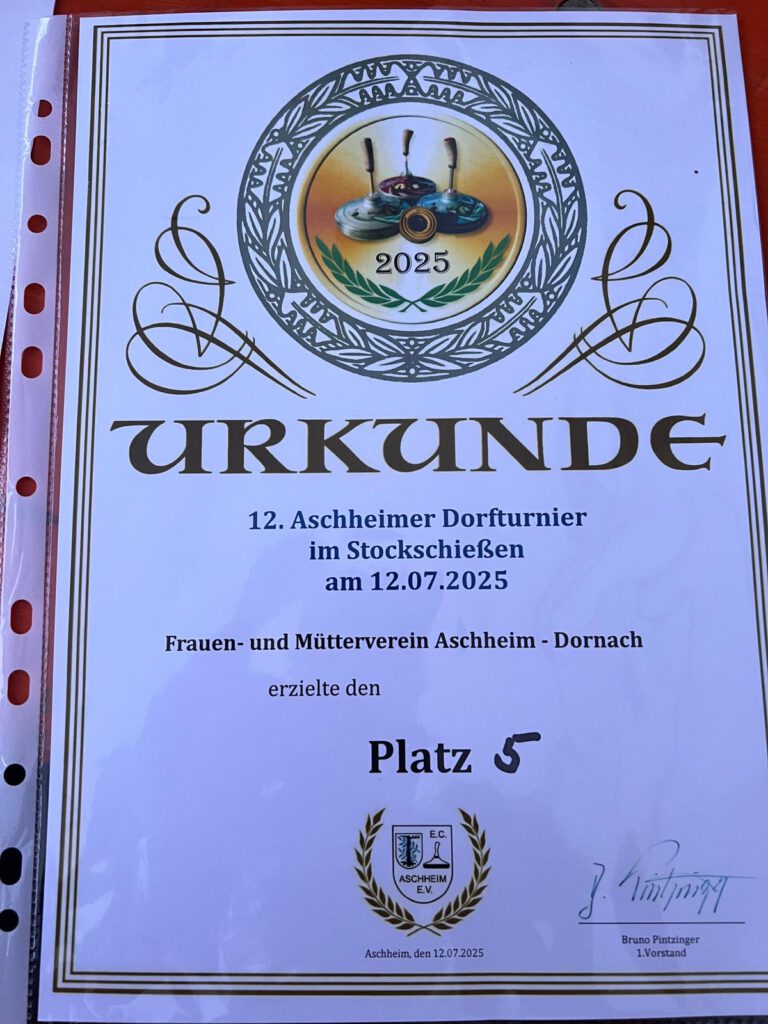 2025
URKUNDE
12. Aschheimer Dorfturnier
im Stockschießen
am 12.07.2025
Frauen- und Mütterverein Aschheim - Dornach
erzielte den
Platz 5
E.C.
ASCHHEIM
E.V.
Aschheim, den 12.07.2025
B. Pintzinger
Bruno Pintzinger
1.Vorstand